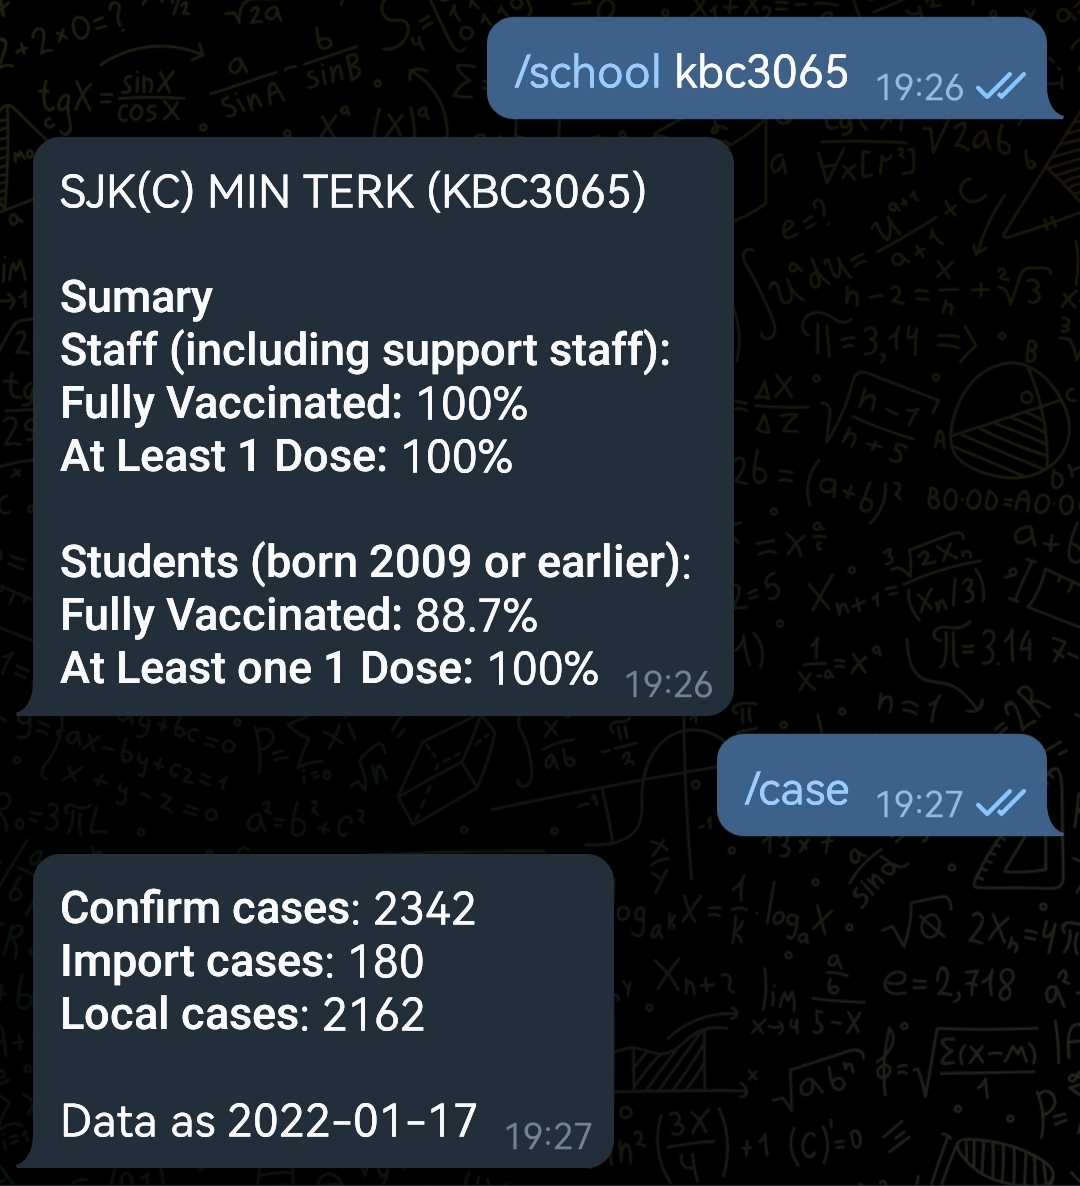 /school kbc3065 19:26
SJK(C) MIN TERK (KBC3065)
Sumary
Staff (including support staff):
Fully Vaccinated: 100%
At Least 1 Dose: 100%
Students (born 2009 or earlier):
Fully Vaccinated: 88.7%
At Least one 1 Dose: 100% 19:26
/case 19:27
Confirm cases: 2342
Import cases: 180
Local cases: 2162
Data as 2022-01-17 19:27